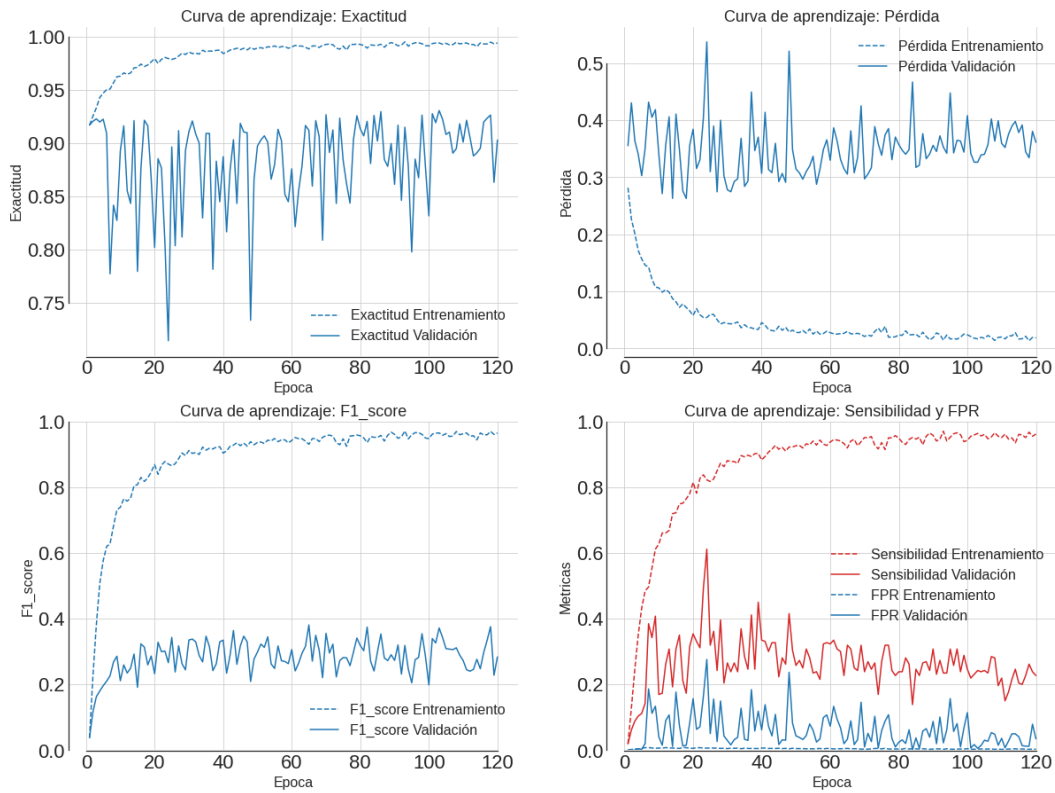 Curva de aprendizaje: Exactitud
1.00
0.95
0.90
0.85
0.80
0.75
Exactitud
Exactitud Entrenamiento
Exactitud Validación
0 20 40 60 80 100 120
Epoca
Curva de aprendizaje: Pérdida
0.5
0.4
0.3
0.2
0.1
0.0
Pérdida
Pérdida Entrenamiento
Pérdida Validación
0 20 40 60 80 100 120
Epoca
Curva de aprendizaje: F1_score
1.0
0.8
0.6
0.4
0.2
0.0
F1_score
F1_score Entrenamiento
F1_score Validación
0 20 40 60 80 100 120
Epoca
Curva de aprendizaje: Sensibilidad y FPR
1.0
0.8
0.6
0.4
0.2
0.0
Metricas
Sensibilidad Entrenamiento
Sensibilidad Validación
FPR Entrenamiento
FPR Validación
0 20 40 60 80 100 120
Epoca